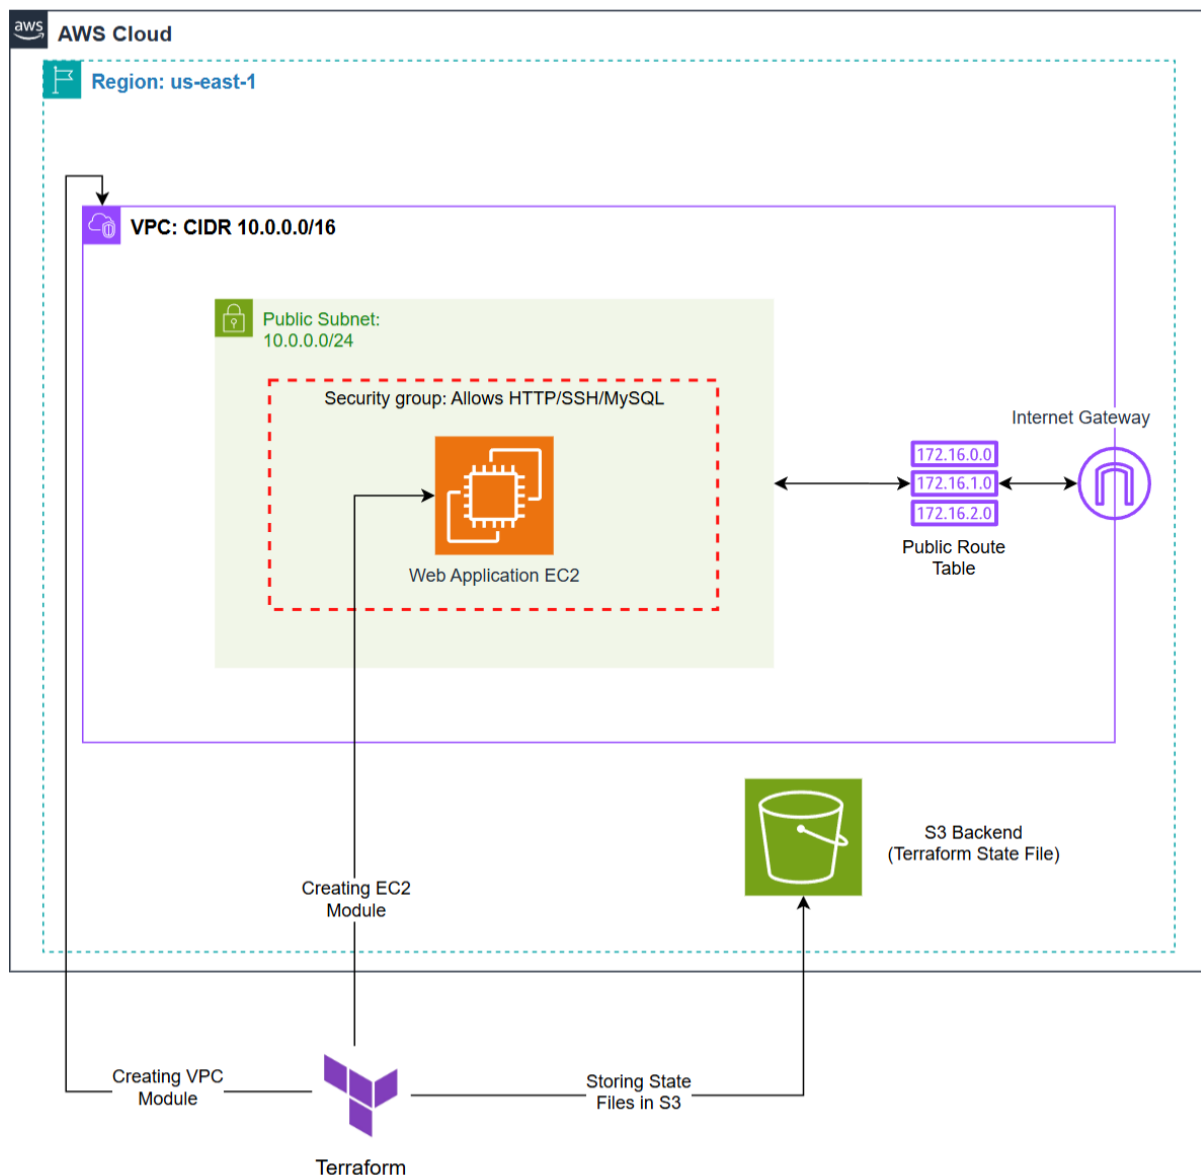 aws
AWS Cloud
Region: us-east-1
VPC: CIDR 10.0.0.0/16
Public Subnet:
10.0.0.0/24
Security group: Allows HTTP/SSH/MySQL
Web Application EC2
Internet Gateway
172.16.0.0
172.16.1.0
172.16.2.0
Public Route
Table
S3 Backend
(Terraform State File)
Creating EC2
Module
Creating VPC
Module
Storing State
Files in S3
Terraform